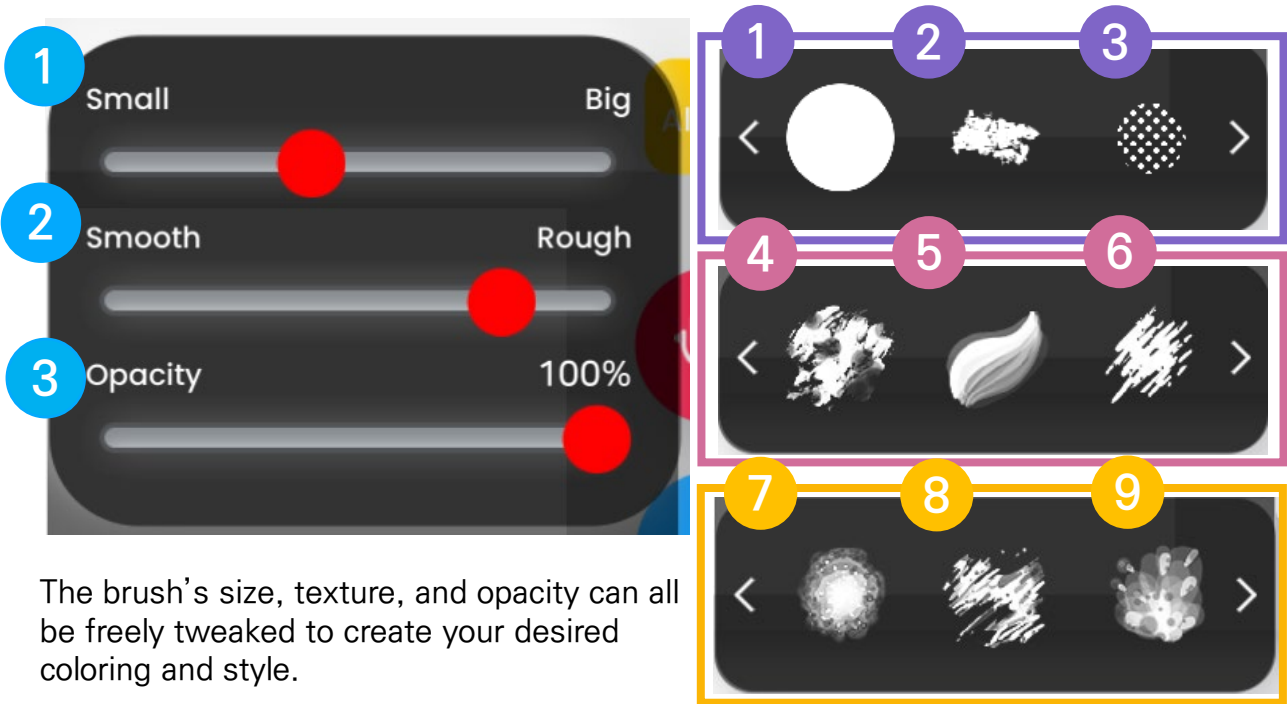 1
Small Big
2
Smooth Rough
3
Opacity 100%
The brush’s size, texture, and opacity can all
be freely tweaked to create your desired
coloring and style.
1 2 3
4 5 6
7 8 9